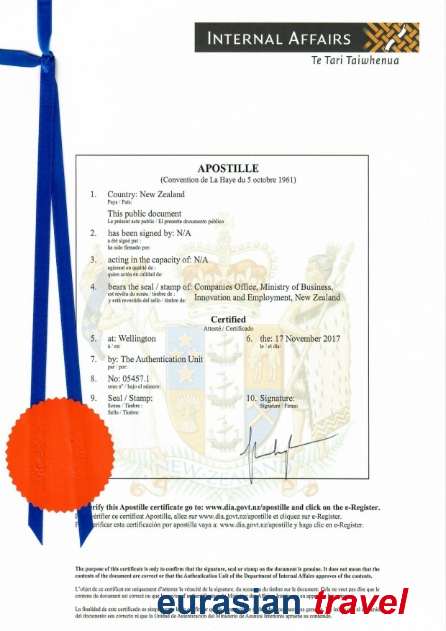 INTERNAL AFFAIRS
Te Tari Taiwhenua
APOSTILLE
(Convention de La Haye du 5 octobre 1961)
1. Country: New Zealand
Pays / País:
This public document
Le présent acte public / El presente documento público
2. has been signed by: N/A
a été signé par :
ha sido firmado por:
3. acting in the capacity of: N/A
agissant en qualité de :
quien actúa en calidad de:
4. bears the seal / stamp of: Companies Office, Ministry of Business,
est revêtu du sceau / timbre de :
y está revestido del sello / timbre de:
Innovation and Employment, New Zealand
Certified
Attesté / Certificado
5. at: Wellington 6. the: 17 November 2017
à / en: le / el día:
7. by: The Authentication Unit
par / por:
8. No: 05457.1
sous nº / bajo el número:
9. Seal / Stamp: 10. Signature:
Sceau / Timbre : Signature / Firma:
Sello / Timbre:
NEW ZEALAND
verify this Apostille certificate go to: www.dia.govt.nz/apostille and click on the e-Register.
vérifier ce certificat Apostille, allez sur www.dia.govt.nz/apostille et cliquez sur e-Register.
verificar esta certificación por apostille vaya a: www.dia.govt.nz/apostille y haga clic en e-Register.
The purpose of this certificate is only to confirm that the signature, seal or stamp on the document is genuine. It does not mean that the
contents of the document are correct or that the Authentication Unit of the Department of Internal Affairs approves of the contents.
L'objet de ce certificat est uniquement d'attester la véracité de la signature, du sceau ou du timbre sur le document. Cela ne veut pas dire que le
contenu du document est correct ou que
La finalidad de este certificado es
del documento sea correcto ni que la Unidad de Autenticación del Ministerio de Asuntos Interiores apruebe su contenido.
eurasian travel